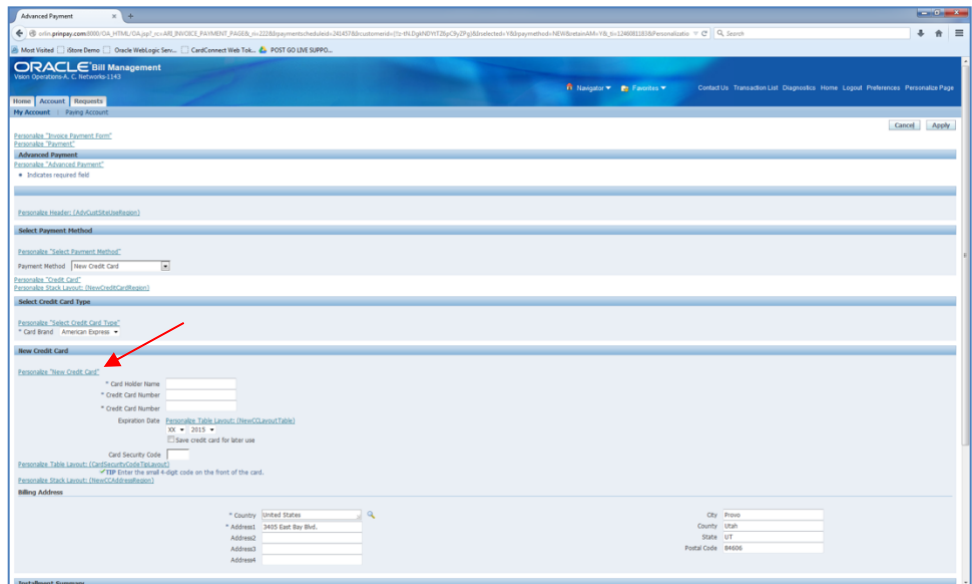 Advanced Payment
Search
Most Visited iStore Demo Oracle WebLogic Serv... CardConnect Web Tok... POST GO LIVE SUPPO...
ORACLE Bill Management
Vision Operations-A. C. Networks-1143
Navigator Favorites Contact Us Transaction List Diagnostics Home Logout Preferences Personalize Page
Home Account Requests
My Account | Paying Account
Cancel Apply
Personalize "Invoice Payment Form"
Personalize "Payment"
Advanced Payment
Personalize "Advanced Payment"
* Indicates required field
Personalize Header: (AdvCustSiteUseRegion)
Select Payment Method
Personalize "Select Payment Method"
Payment Method New Credit Card
Personalize "Credit Card"
Personalize Stack Layout: (NewCreditCardRegion)
Select Credit Card Type
Personalize "Select Credit Card Type"
* Card Brand American Express
New Credit Card
Personalize "New Credit Card"
* Card Holder Name
* Credit Card Number
* Credit Card Number
Expiration Date Personalize Table Layout: (NewCCLayoutTable)
XX 2015
Save credit card for later use
Card Security Code
Personalize Table Layout: (CardSecurityCodeTipLayout)
TIP Enter the small 4-digit code on the front of the card.
Personalize Stack Layout: (NewCCAddressRegion)
Billing Address
* Country United States
* Address1 3405 East Bay Blvd.
Address2
Address3
Address4
City Provo
County Utah
State UT
Postal Code 84606
Installment Summary